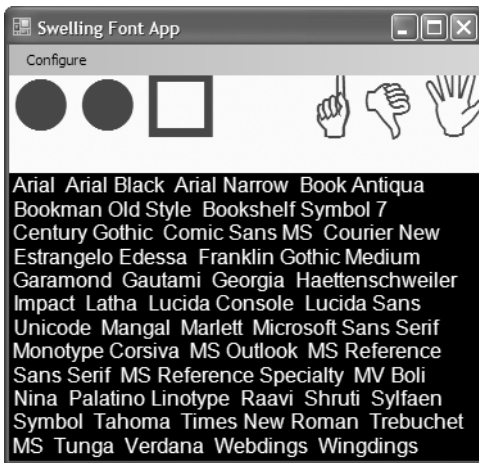 Swelling Font App
Configure
Arial Arial Black Arial Narrow Book Antiqua
Bookman Old Style Bookshelf Symbol 7
Century Gothic Comic Sans MS Courier New
Estrangelo Edessa Franklin Gothic Medium
Garamond Gautami Georgia Haettenschweiler
Impact Latha Lucida Console Lucida Sans
Unicode Mangal Marlett Microsoft Sans Serif
Monotype Corsiva MS Outlook MS Reference
Sans Serif MS Reference Specialty MV Boli
Nina Palatino Linotype Raavi Shruti Sylfaen
Symbol Tahoma Times New Roman Trebuchet
MS Tunga Verdana Webdings Wingdings